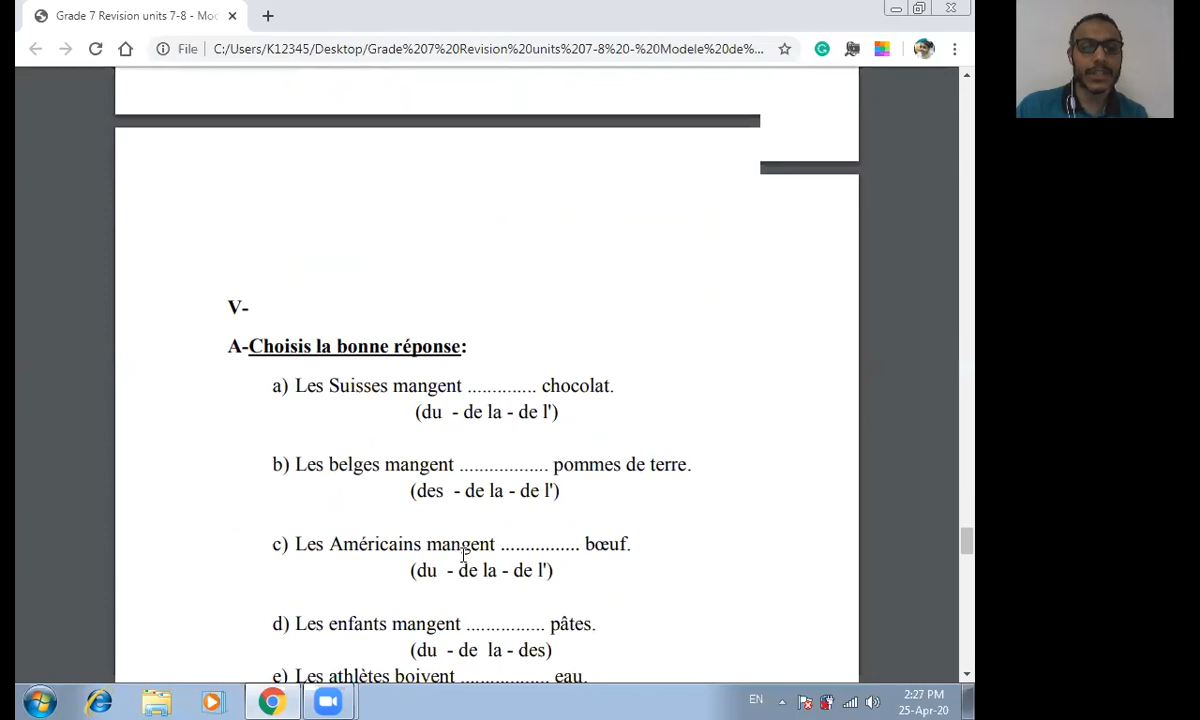 Grade 7 Revision units 7-8 - Mod
File C:/Users/K12345/Desktop/Grade%207%20Revision%20units%207-8%20-%20Modele%20de%...
V-
A-Choisis la bonne réponse:
a) Les Suisses mangent ............. chocolat.
(du - de la - de l')
b) Les belges mangent .................. pommes de terre.
(des - de la - de l')
c) Les Américains mangent ................ bœuf.
(du - de la - de l')
d) Les enfants mangent ................ pâtes.
(du - de la - des)
e) Les athlètes boivent .................. eau.
EN
2:27 PM
25-Apr-20